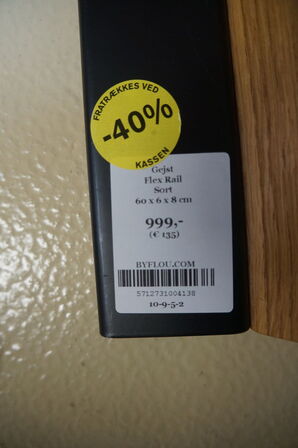 FRATRÆKKES VED
-40%
KASSEN
Gejst
Flex Rail
Sort
60 x 6 x 8 cm
999,-
(€ 135)
BYFLOU.COM
5712731004138
10-9-5-2